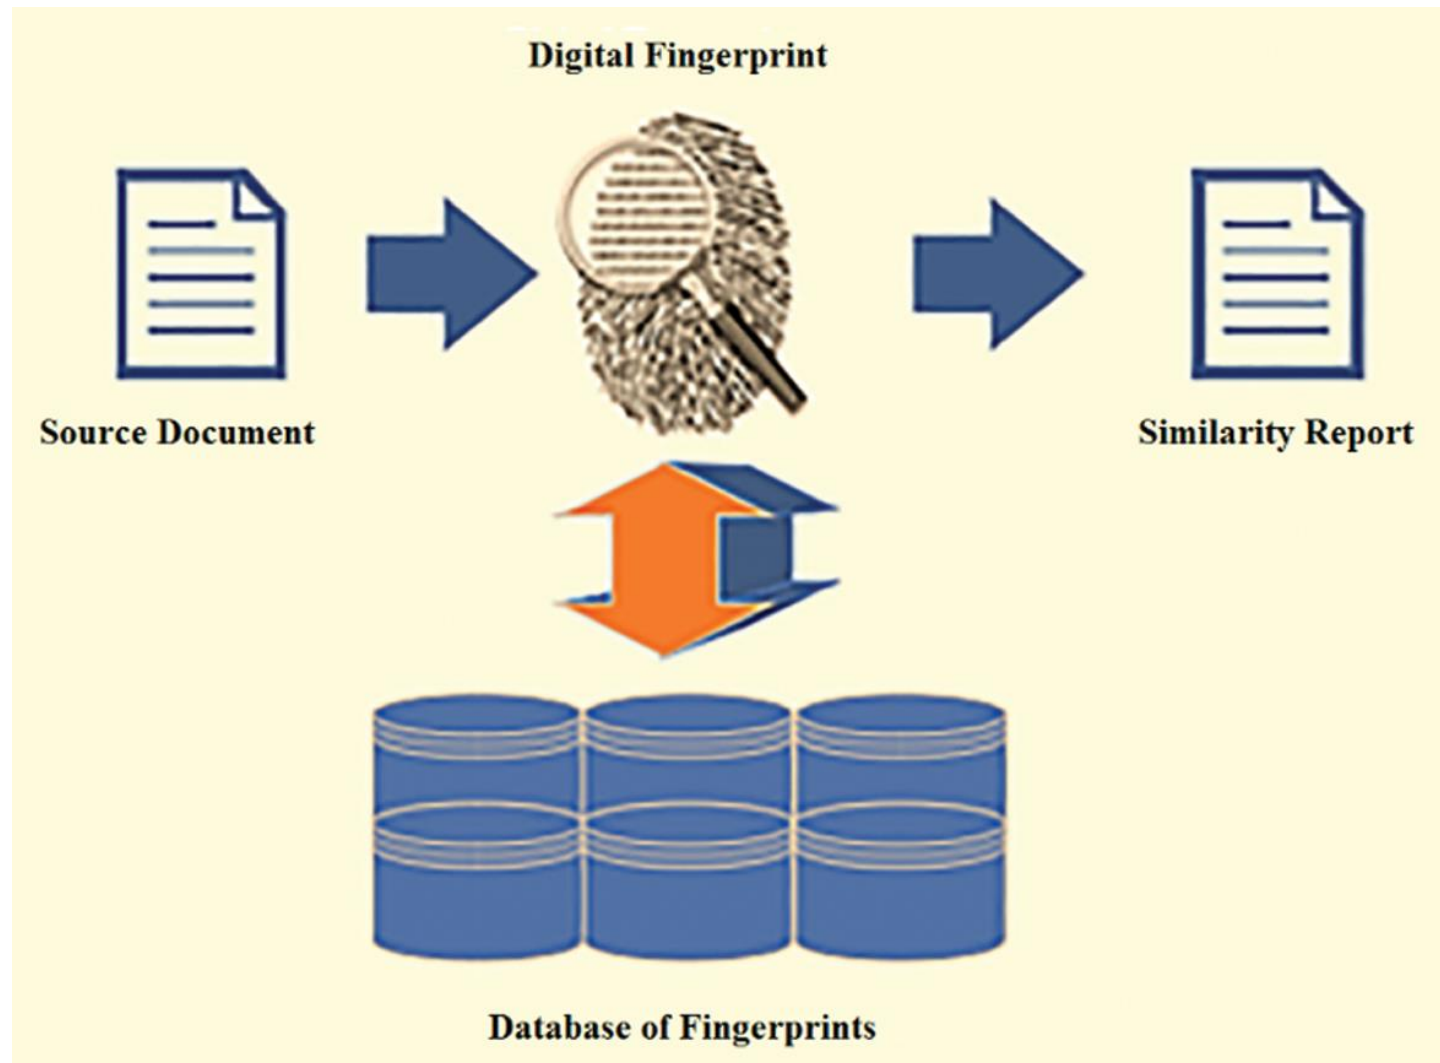 Digital Fingerprint
Source Document
Similarity Report
Database of Fingerprints